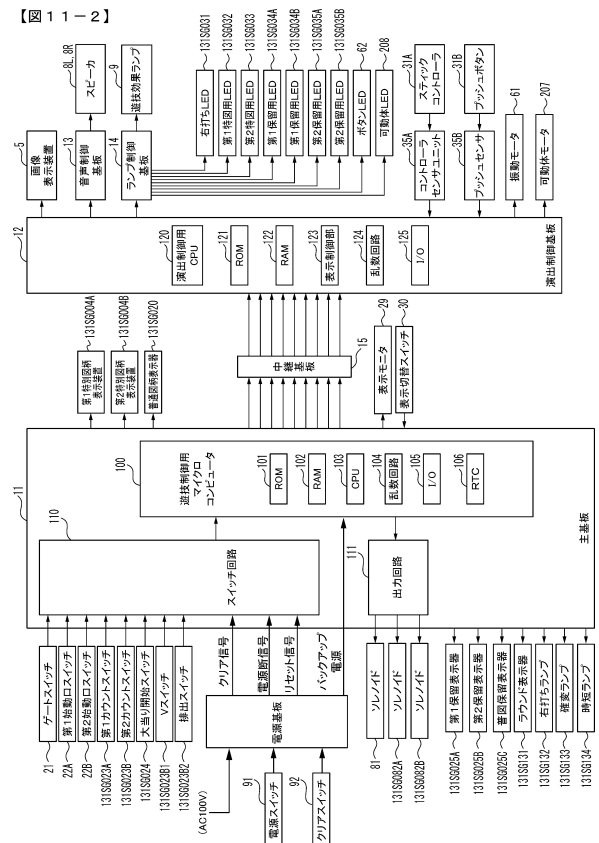 【図11-2】
5
画像
表示装置
13
音声制御
基板
8L、8R
スピーカ
14
ランプ制御
基板
9
遊技効果ランプ
右打ちLED
131SG031
第1特図用LED
131SG032
第2特図用LED
131SG033
第1保留用LED
131SG034A
第1保留用LED
131SG034B
第2保留用LED
131SG035A
第2保留用LED
131SG035B
ボタンLED
62
可動体LED
208
35A
コントローラ
センサユニット
31A
スティック
コントローラ
35B
プッシュセンサ
31B
プッシュボタン
振動モータ
61
可動体モータ
207
12
120
演出制御用
CPU
121
ROM
122
RAM
123
表示制御部
124
乱数回路
125
I/O
演出制御基板
第1特別図柄
表示装置
131SG004A
第2特別図柄
表示装置
131SG004B
普通図柄表示器
131SG020
中継基板
15
表示モニタ
29
表示切替スイッチ
30
11
100
遊技制御用
マイクロ
コンピュータ
101
ROM
102
RAM
103
CPU
104
乱数回路
105
I/O
106
RTC
110
スイッチ回路
111
出力回路
主基板
21
ゲートスイッチ
22A
第1始動口スイッチ
22B
第2始動口スイッチ
131SG023A
第1カウントスイッチ
131SG023B
第2カウントスイッチ
131SG024
大当り開始スイッチ
131SG023B1
Vスイッチ
131SG023B2
排出スイッチ
クリア信号
電源断信号
リセット信号
バックアップ
電源
電源基板
(AC100V)
91
電源スイッチ
92
クリアスイッチ
81
ソレノイド
131SG082A
ソレノイド
131SG082B
ソレノイド
131SG025A
第1保留表示器
131SG025B
第2保留表示器
131SG025C
普図保留表示器
131SG131
ラウンド表示器
131SG132
右打ちランプ
131SG133
確変ランプ
131SG134
時短ランプ